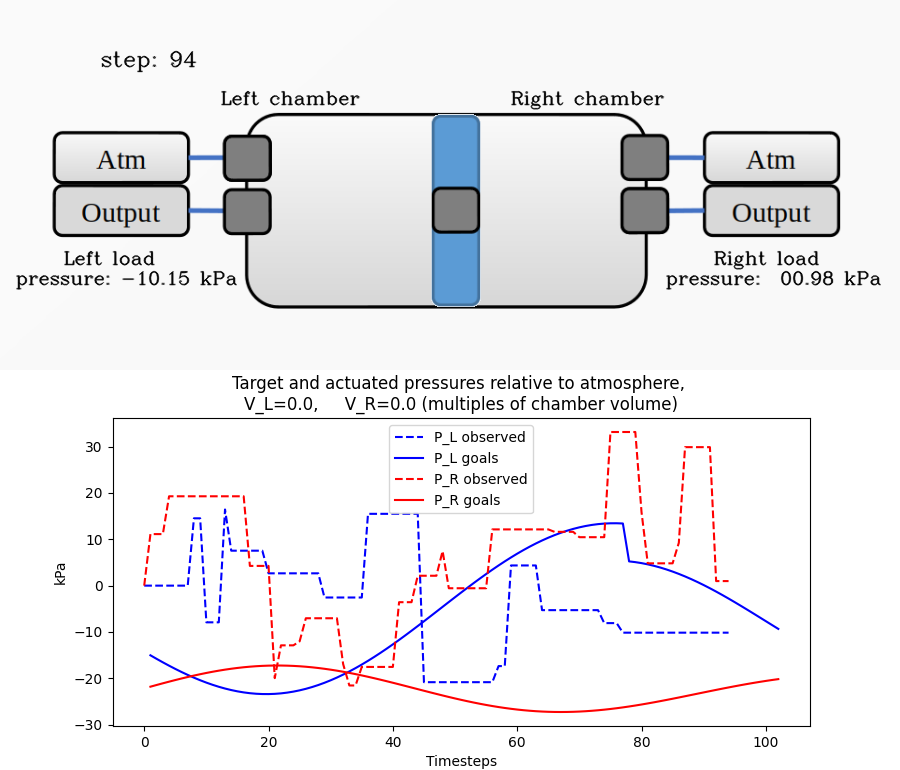 step: 94
Left chamber
Right chamber
Atm
Atm
Output
Output
Left load
pressure: −10.15 kPa
Right load
pressure: 00.98 kPa
Target and actuated pressures relative to atmosphere,
V_L=0.0, V_R=0.0 (multiples of chamber volume)
P_L observed
P_L goals
P_R observed
P_R goals
kPa
30
20
10
0
−10
−20
−30
0 20 40 60 80 100
Timesteps